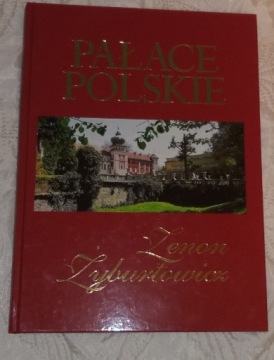 PAŁACE
POLSKIE
Zenon
Żyburtowicz